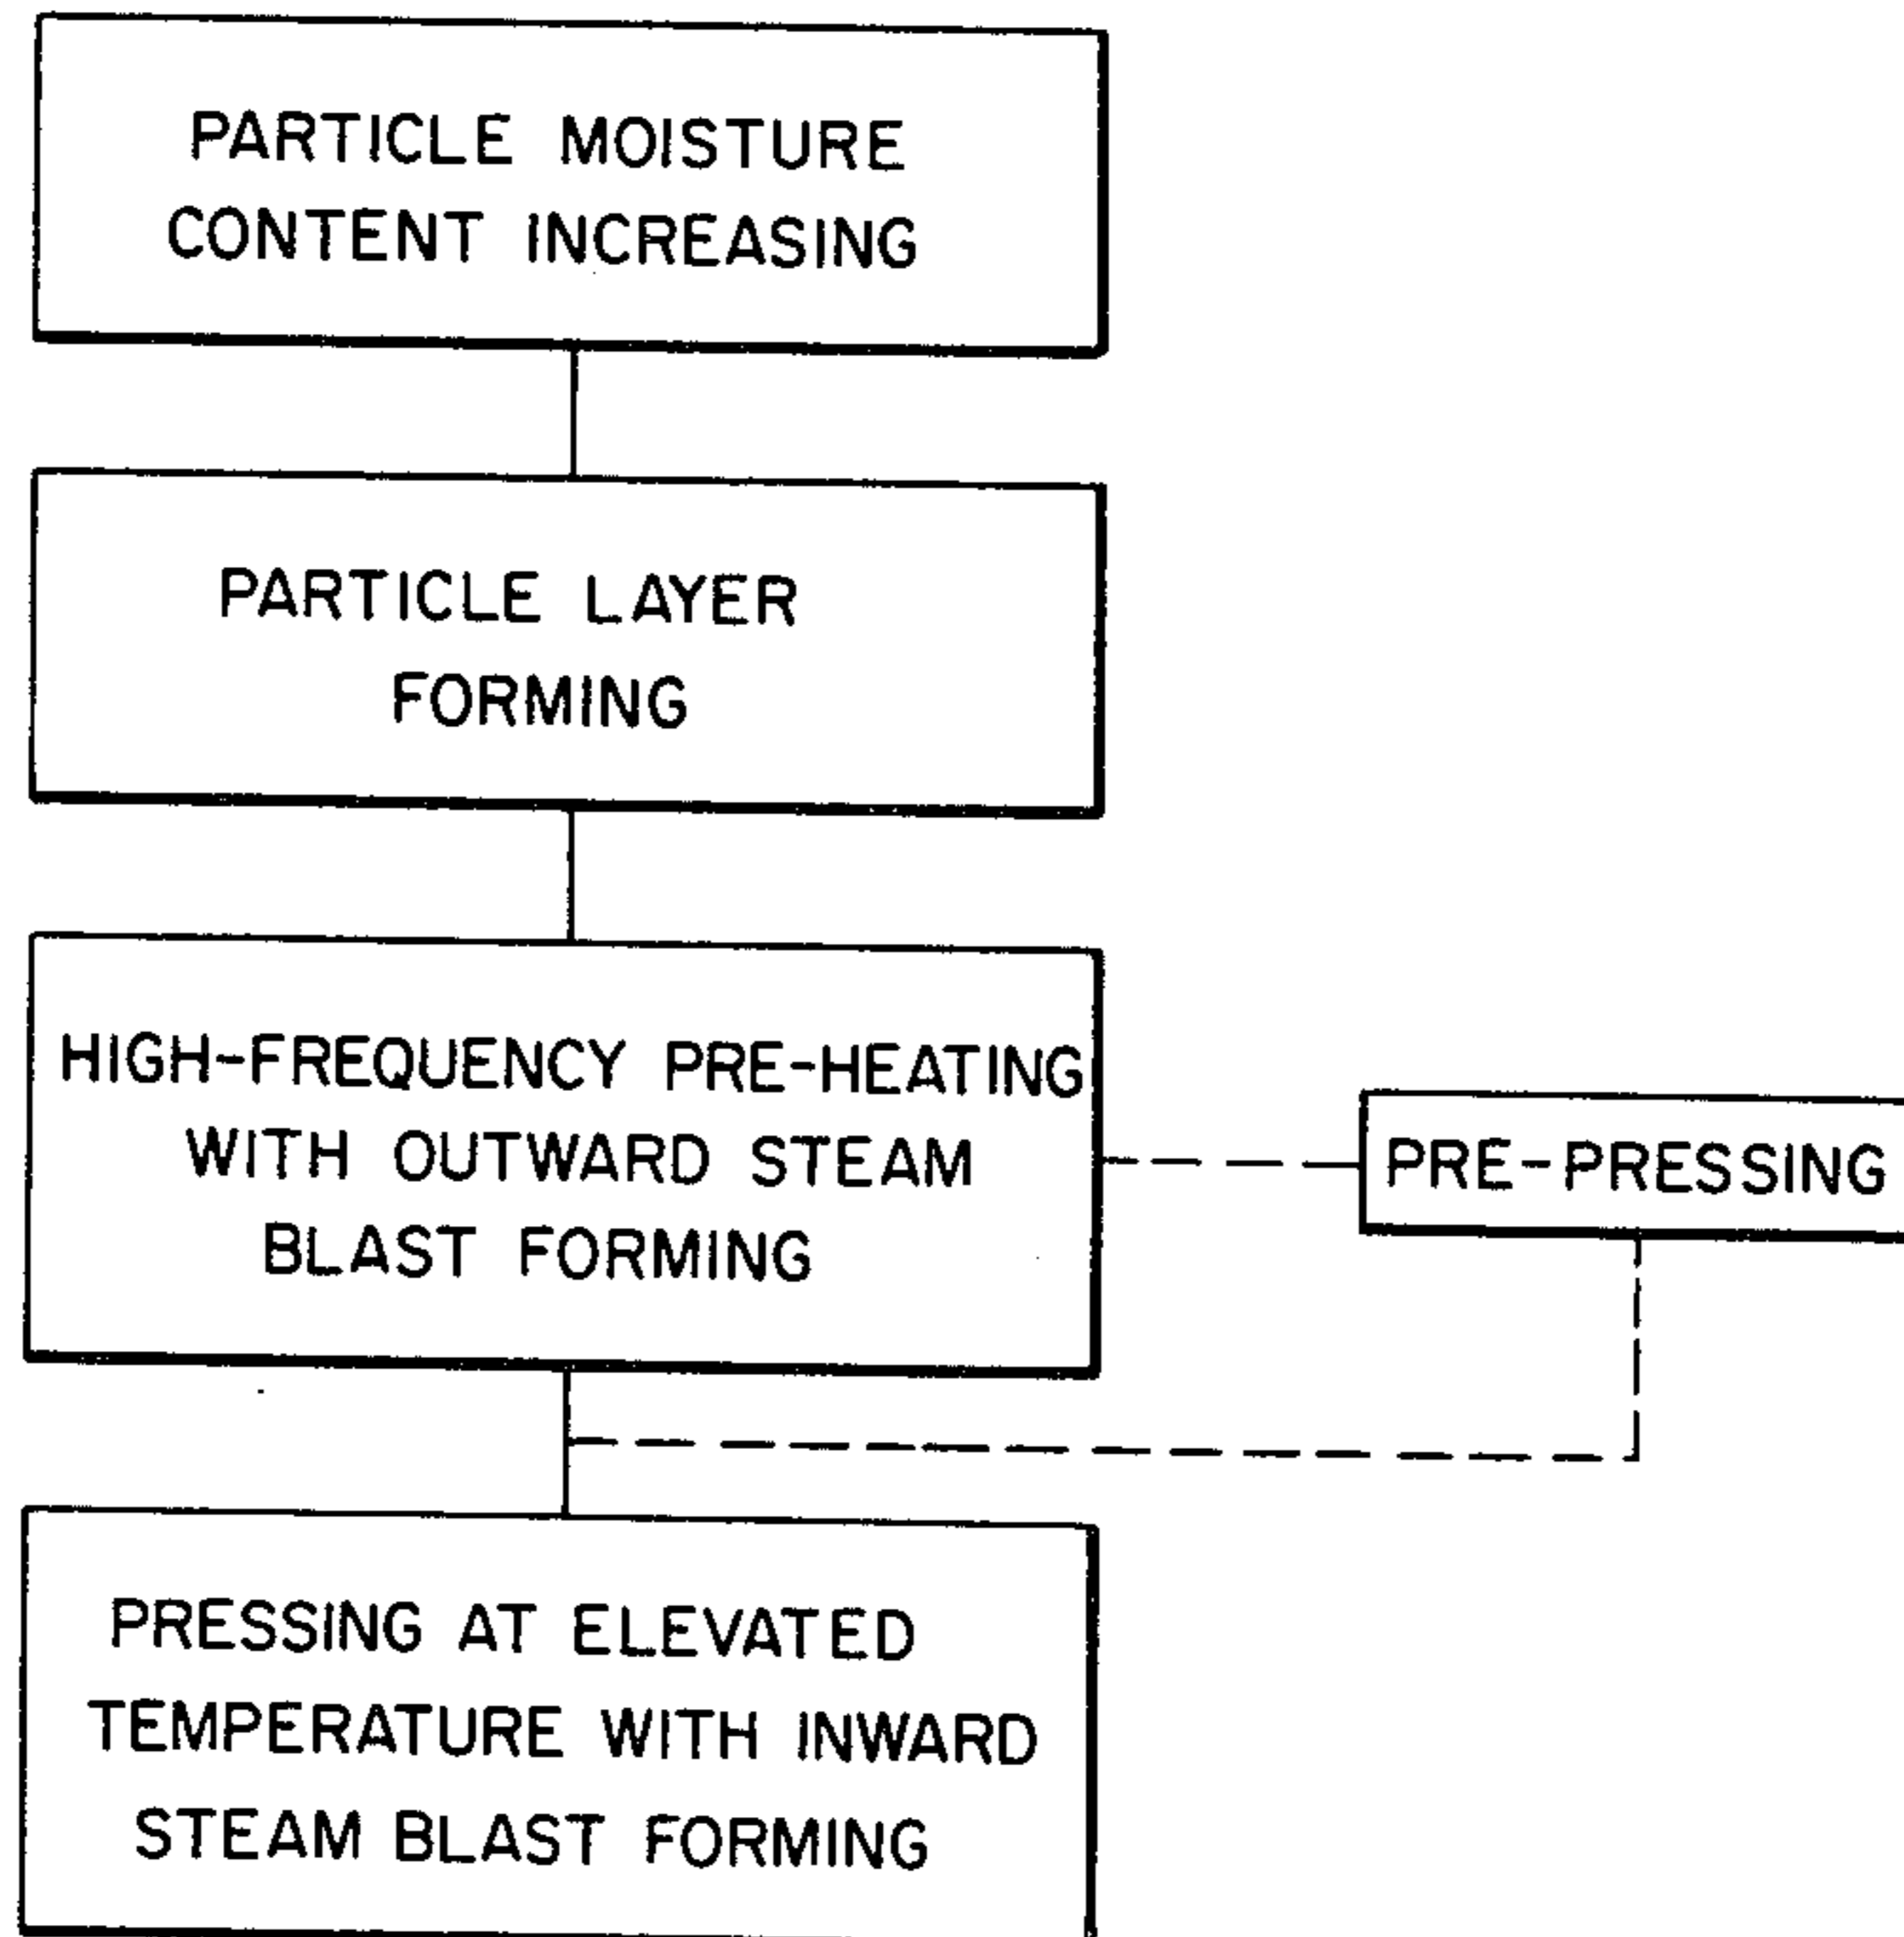 PARTICLE MOISTURE
CONTENT INCREASING
PARTICLE LAYER
FORMING
HIGH-FREQUENCY PRE-HEATING
WITH OUTWARD STEAM
BLAST FORMING
PRE-PRESSING
PRESSING AT ELEVATED
TEMPERATURE WITH INWARD
STEAM BLAST FORMING